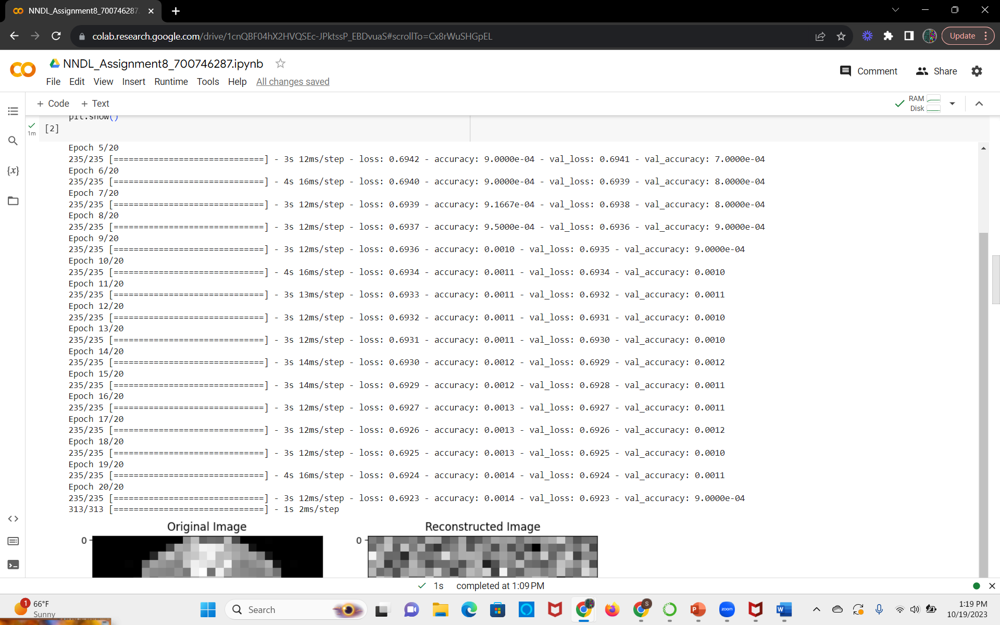 NNDL_Assignment8_700746287.
colab.research.google.com/drive/1cnQBF04hX2HVQSEc-JPktssP_EBDvuaS#scrollTo=Cx8rWuSHGpEL
Update
NNDL_Assignment8_700746287.ipynb
Comment
Share
File Edit View Insert Runtime Tools Help All changes saved
+ Code + Text
RAM
Disk
plt.show()
[2]
1m
{x}
Epoch 5/20
235/235 [==============================] - 3s 12ms/step - loss: 0.6942 - accuracy: 9.0000e-04 - val_loss: 0.6941 - val_accuracy: 7.0000e-04
Epoch 6/20
235/235 [==============================] - 4s 16ms/step - loss: 0.6940 - accuracy: 9.0000e-04 - val_loss: 0.6939 - val_accuracy: 8.0000e-04
Epoch 7/20
235/235 [==============================] - 3s 12ms/step - loss: 0.6939 - accuracy: 9.1667e-04 - val_loss: 0.6938 - val_accuracy: 8.0000e-04
Epoch 8/20
235/235 [==============================] - 3s 12ms/step - loss: 0.6937 - accuracy: 9.5000e-04 - val_loss: 0.6936 - val_accuracy: 9.0000e-04
Epoch 9/20
235/235 [==============================] - 3s 12ms/step - loss: 0.6936 - accuracy: 0.0010 - val_loss: 0.6935 - val_accuracy: 9.0000e-04
Epoch 10/20
235/235 [==============================] - 4s 16ms/step - loss: 0.6934 - accuracy: 0.0011 - val_loss: 0.6934 - val_accuracy: 0.0010
Epoch 11/20
235/235 [==============================] - 3s 13ms/step - loss: 0.6933 - accuracy: 0.0011 - val_loss: 0.6932 - val_accuracy: 0.0011
Epoch 12/20
235/235 [==============================] - 3s 12ms/step - loss: 0.6932 - accuracy: 0.0011 - val_loss: 0.6931 - val_accuracy: 0.0010
Epoch 13/20
235/235 [==============================] - 3s 12ms/step - loss: 0.6931 - accuracy: 0.0011 - val_loss: 0.6930 - val_accuracy: 0.0010
Epoch 14/20
235/235 [==============================] - 3s 14ms/step - loss: 0.6930 - accuracy: 0.0012 - val_loss: 0.6929 - val_accuracy: 0.0012
Epoch 15/20
235/235 [==============================] - 3s 14ms/step - loss: 0.6929 - accuracy: 0.0012 - val_loss: 0.6928 - val_accuracy: 0.0011
Epoch 16/20
235/235 [==============================] - 3s 12ms/step - loss: 0.6927 - accuracy: 0.0013 - val_loss: 0.6927 - val_accuracy: 0.0011
Epoch 17/20
235/235 [==============================] - 3s 12ms/step - loss: 0.6926 - accuracy: 0.0013 - val_loss: 0.6926 - val_accuracy: 0.0012
Epoch 18/20
235/235 [==============================] - 3s 12ms/step - loss: 0.6925 - accuracy: 0.0013 - val_loss: 0.6925 - val_accuracy: 0.0010
Epoch 19/20
235/235 [==============================] - 4s 16ms/step - loss: 0.6924 - accuracy: 0.0014 - val_loss: 0.6924 - val_accuracy: 0.0011
Epoch 20/20
235/235 [==============================] - 3s 12ms/step - loss: 0.6923 - accuracy: 0.0014 - val_loss: 0.6923 - val_accuracy: 9.0000e-04
313/313 [==============================] - 1s 2ms/step
Original Image Reconstructed Image
0 0
1s completed at 1:09 PM
1
66°F
Sunny
Search
S
zoom
1:19 PM
10/19/2023